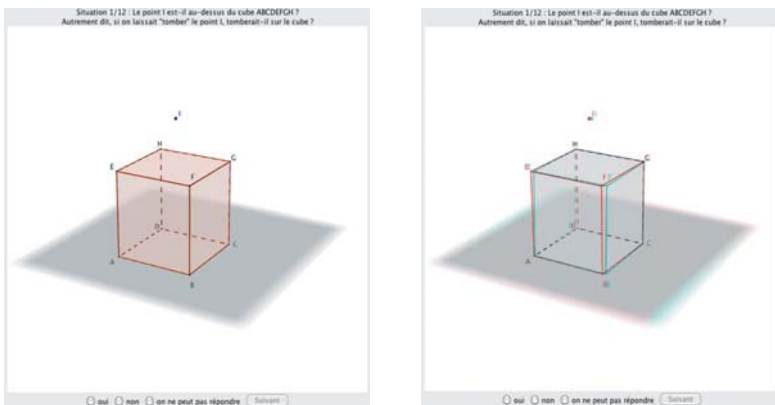 Situation 1/12 : Le point I est-il au-dessus du cube ABCDEFGH ?
Autrement dit, si on laissait "tomber" le point I, tomberait-il sur le cube ?
I
H
E
G
F
D
C
A
B
oui non on ne peut pas répondre Suivant
Situation 1/12 : Le point I est-il au-dessus du cube ABCDEFGH ?
Autrement dit, si on laissait "tomber" le point I, tomberait-il sur le cube ?
H
E
G
F
C
A
B
oui non on ne peut pas répondre Suivant